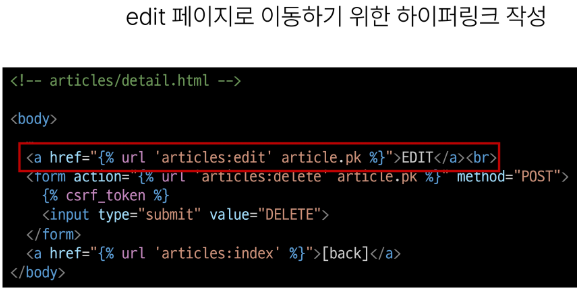 edit 페이지로 이동하기 위한 하이퍼링크 작성
<!-- articles/detail.html -->
<body>
<a href="{% url 'articles:edit' article.pk %}">EDIT</a><br>
<form action="{% url 'articles:delete' article.pk %}" method="POST">
{% csrf_token %}
<input type="submit" value="DELETE">
</form>
<a href="{% url 'articles:index' %}">[back]</a>
</body>